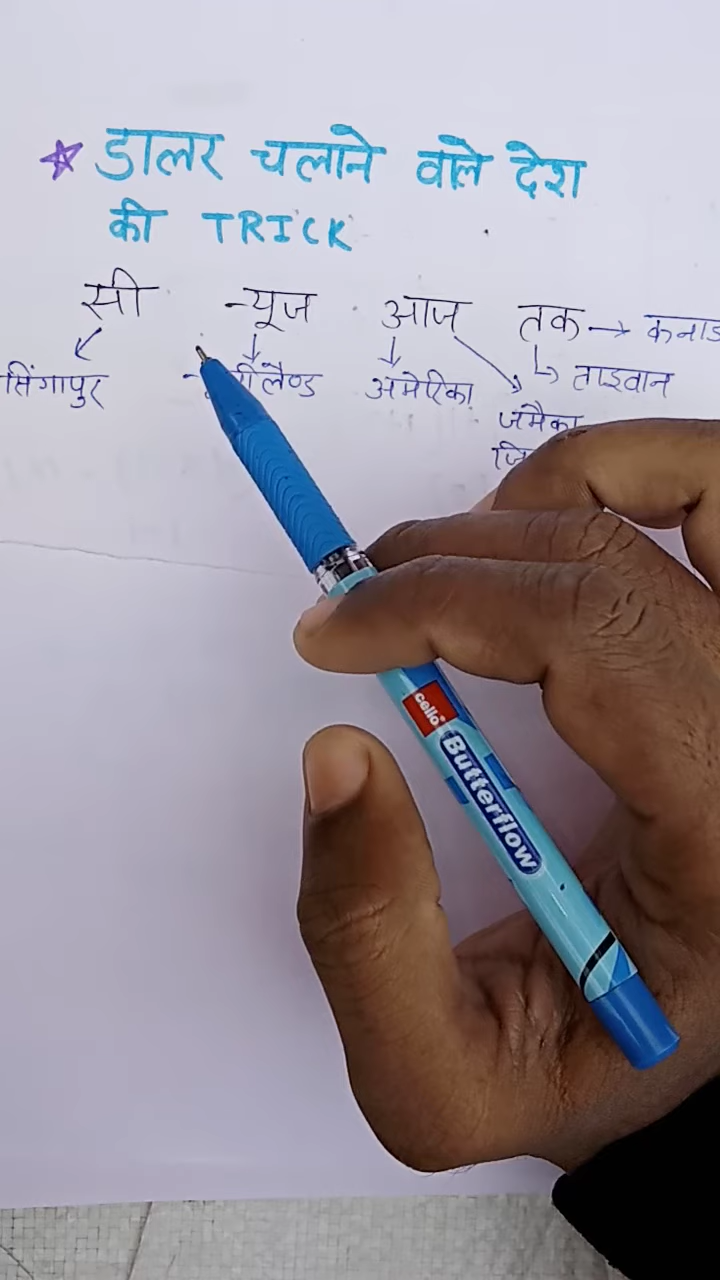 डालर चलाने वाले देश
की TRICK
सी न्यूज आज तक → कनाड
सिंगापुर अमेरिका ताइवान
जमैका
cello
Butterflow